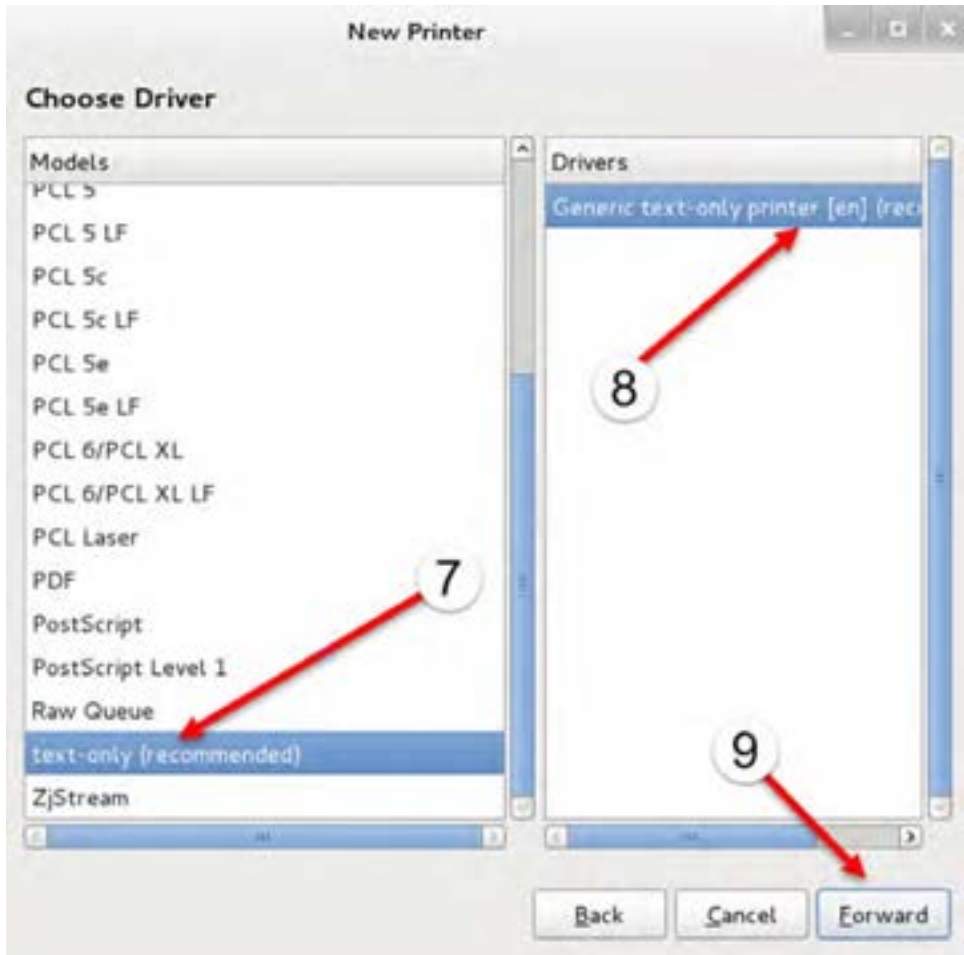 New Printer
Choose Driver
Models
PCL 5
PCL 5 LF
PCL 5c
PCL 5c LF
PCL 5e
PCL 5e LF
PCL 6/PCL XL
PCL 6/PCL XL LF
PCL Laser
PDF
PostScript
PostScript Level 1
Raw Queue
text-only (recommended)
ZjStream
7
Drivers
Generic text-only printer [en] (rec
8
9
Back
Cancel
Forward